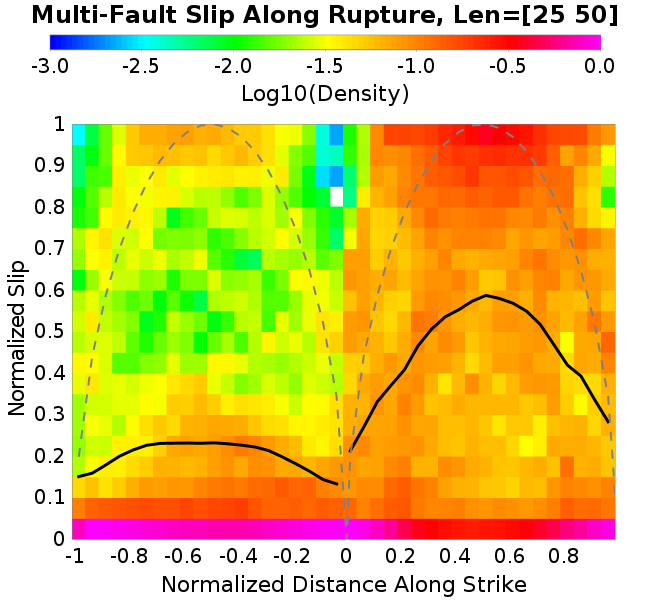 Multi-Fault Slip Along Rupture, Len=[25 50]
-3.0 -2.5 -2.0 -1.5 -1.0 -0.5 0.0
Log10(Density)
1
0.9
0.8
0.7
0.6
0.5
0.4
0.3
0.2
0.1
0
Normalized Slip
-1 -0.8 -0.6 -0.4 -0.2 0 0.2 0.4 0.6 0.8
Normalized Distance Along Strike